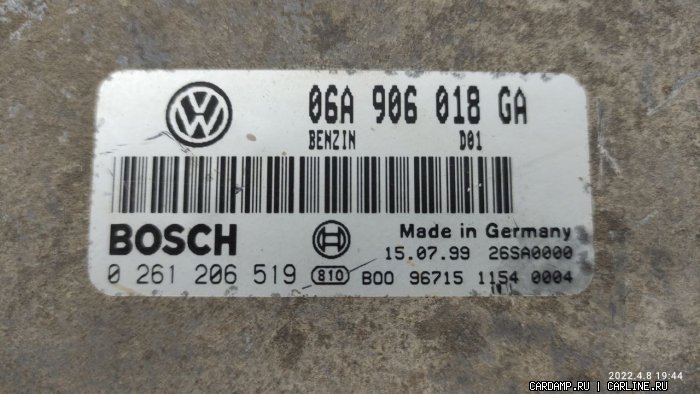 06A 906 018 GA
BENZIN D01
BOSCH
Made in Germany
15.07.99 26SA0000
0 261 206 519 810 B00 96715 1154 0004
2022.4.8 19:44
CARDAMP.RU | CARLINE.RU